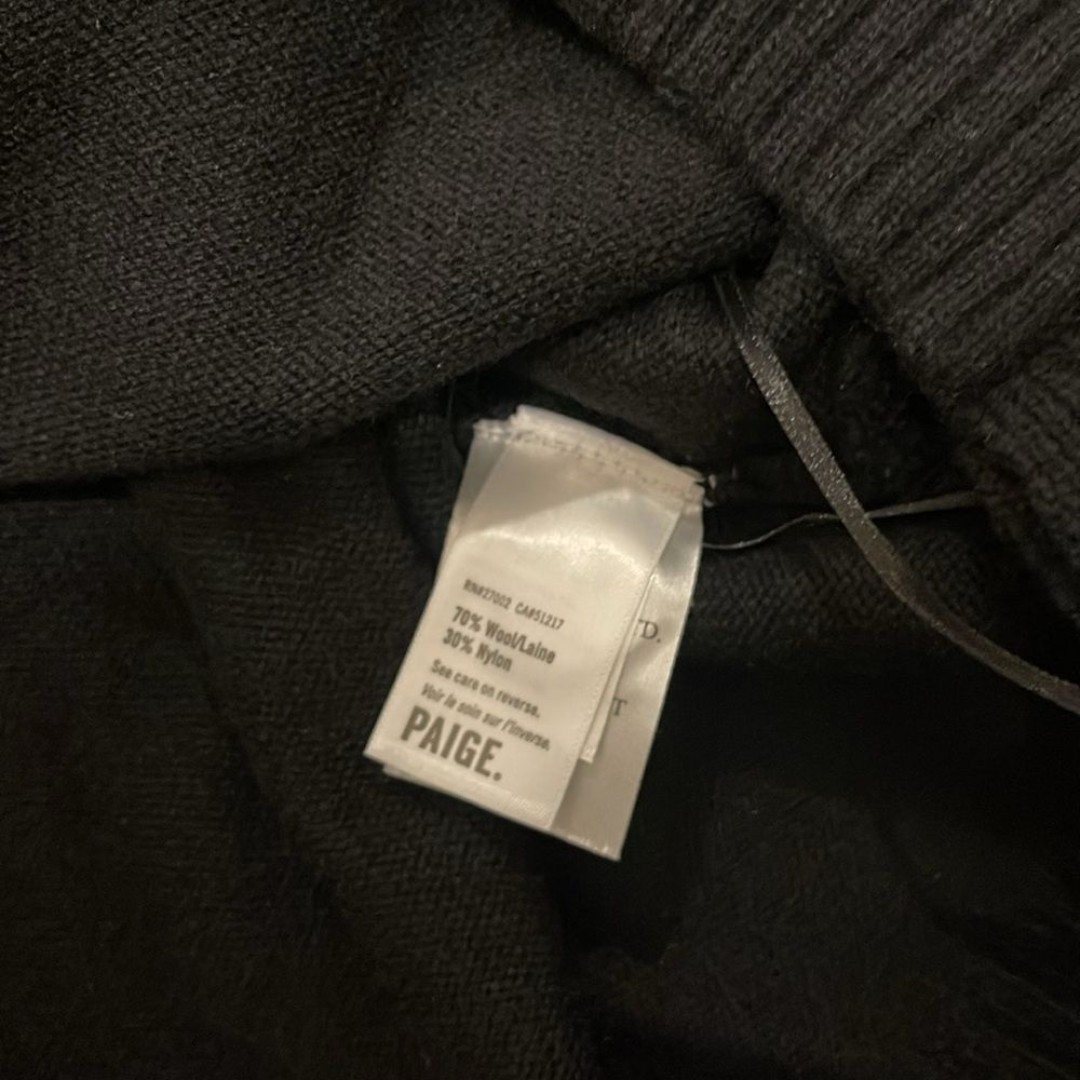 RN#27002 CA#51217
70% Wool/Laine
30% Nylon
See care on reverse.
Voir le soin sur l'inverse.
PAIGE.
TD.
T